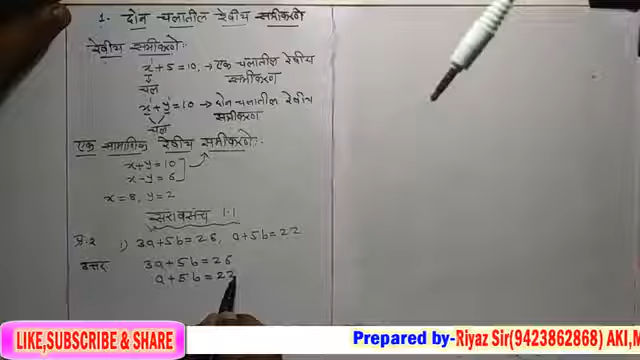 1. दोन चलातील रेषीय समीकरणे
रेषीय समीकरणे :
x + 5 = 10, → एक चलातील रेषीय
समीकरण
चल
x + y = 10 → दोन चलातील रेषीय
समीकरण
चल
एक सामायिक रेषीय समीकरणे :
x + y = 10
x - y = 6
x = 8, y = 2
सरावसंच 1.1
प्र.2 i) 3a + 5b = 26, a + 5b = 22
उत्तर 3a + 5b = 26
a + 5b = 22
LIKE,SUBSCRIBE & SHARE
Prepared by-Riyaz Sir(9423862868) AKI,M